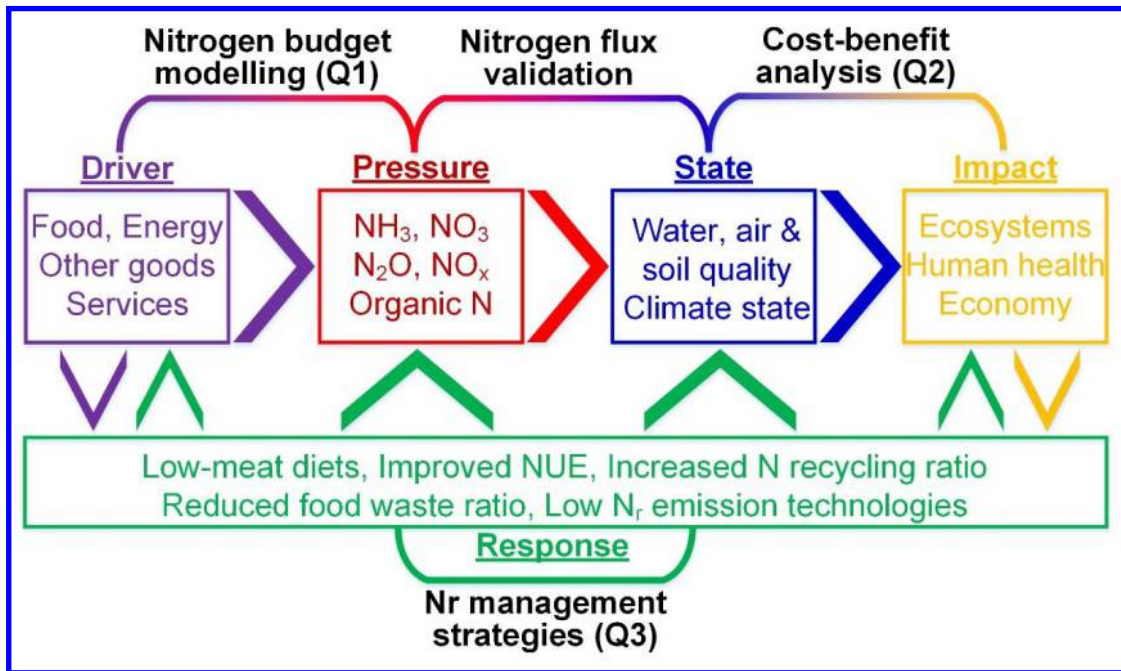 Nitrogen budget
modelling (Q1)
Nitrogen flux
validation
Cost-benefit
analysis (Q2)
Driver
Pressure
State
Impact
Food, Energy
Other goods
Services
NH₃, NO₃
N₂O, NOₓ
Organic N
Water, air &
soil quality
Climate state
Ecosystems
Human health
Economy
Low-meat diets, Improved NUE, Increased N recycling ratio
Reduced food waste ratio, Low Nᵣ emission technologies
Response
Nr management
strategies (Q3)